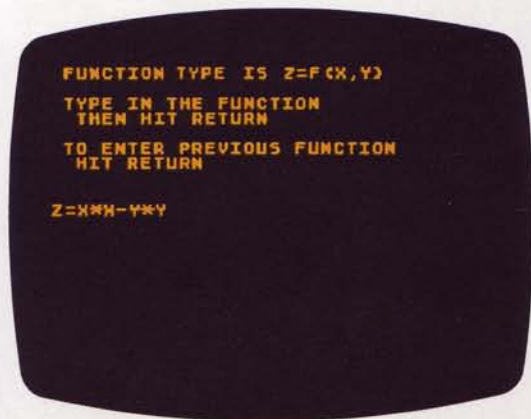 FUNCTION TYPE IS Z=F(X,Y)
TYPE IN THE FUNCTION
THEN HIT RETURN
TO ENTER PREVIOUS FUNCTION
HIT RETURN
Z=X*X-Y*Y